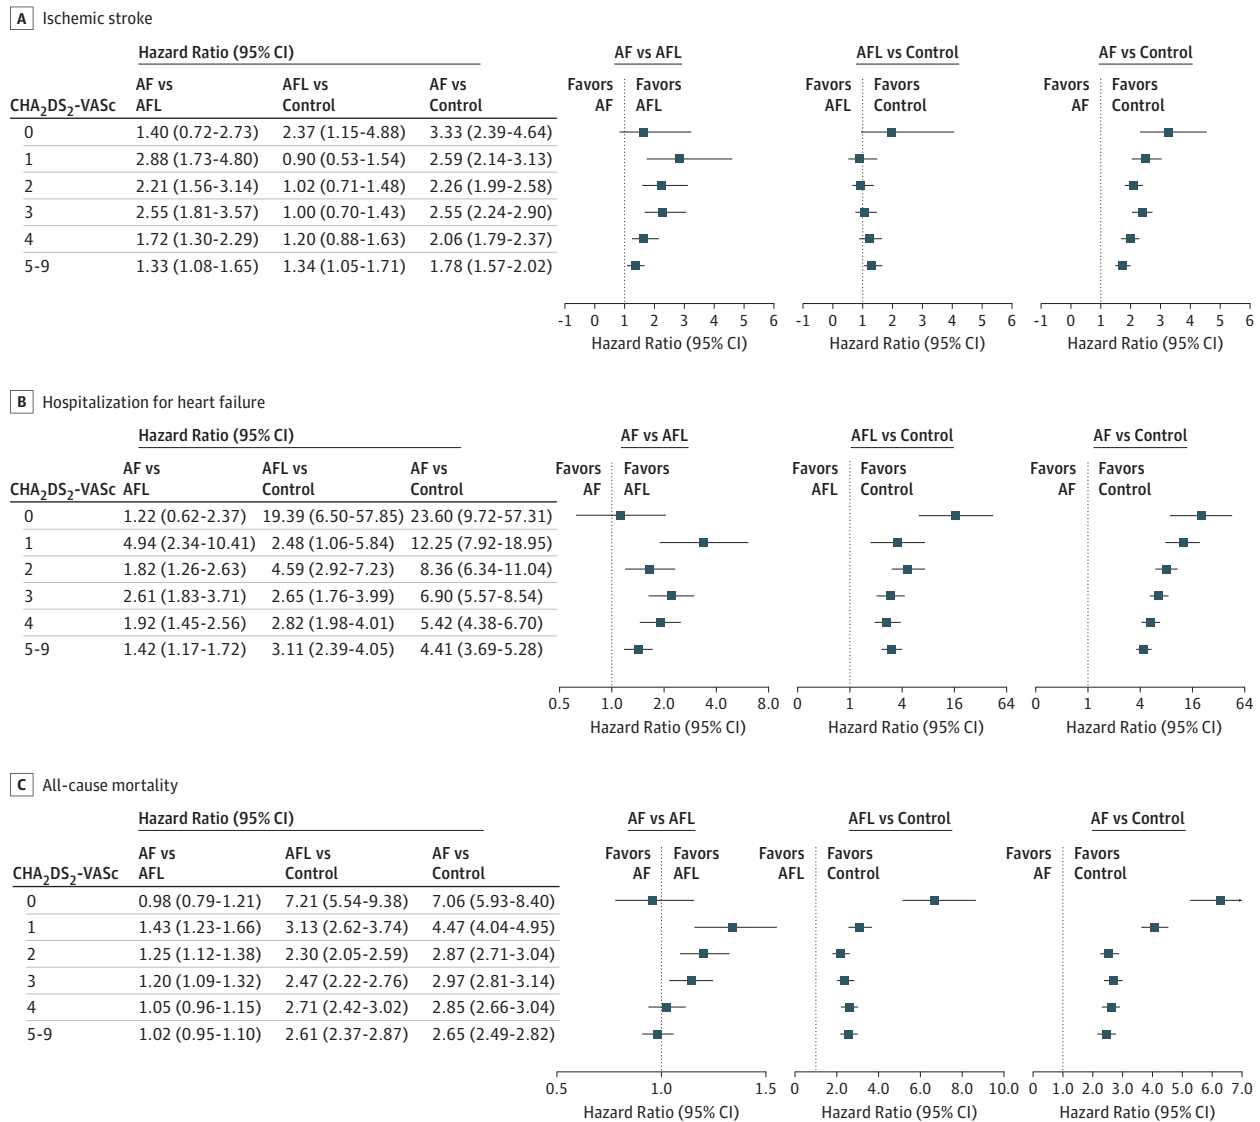 A Ischemic stroke
Hazard Ratio (95% CI) AF vs AFL AFL vs Control AF vs Control
AF vs AFL vs AF vs Favors Favors Favors Favors Favors Favors
CHA2DS2-VASc AFL Control Control AF AFL AFL Control AF Control
0 1.40 (0.72-2.73) 2.37 (1.15-4.88) 3.33 (2.39-4.64)
1 2.88 (1.73-4.80) 0.90 (0.53-1.54) 2.59 (2.14-3.13)
2 2.21 (1.56-3.14) 1.02 (0.71-1.48) 2.26 (1.99-2.58)
3 2.55 (1.81-3.57) 1.00 (0.70-1.43) 2.55 (2.24-2.90)
4 1.72 (1.30-2.29) 1.20 (0.88-1.63) 2.06 (1.79-2.37)
5-9 1.33 (1.08-1.65) 1.34 (1.05-1.71) 1.78 (1.57-2.02)
-1 0 1 2 3 4 5 6 -1 0 1 2 3 4 5 6 -1 0 1 2 3 4 5 6
Hazard Ratio (95% CI) Hazard Ratio (95% CI) Hazard Ratio (95% CI)
B Hospitalization for heart failure
Hazard Ratio (95% CI) AF vs AFL AFL vs Control AF vs Control
AF vs AFL vs AF vs Favors Favors Favors Favors Favors Favors
CHA2DS2-VASc AFL Control Control AF AFL AFL Control AF Control
0 1.22 (0.62-2.37) 19.39 (6.50-57.85) 23.60 (9.72-57.31)
1 4.94 (2.34-10.41) 2.48 (1.06-5.84) 12.25 (7.92-18.95)
2 1.82 (1.26-2.63) 4.59 (2.92-7.23) 8.36 (6.34-11.04)
3 2.61 (1.83-3.71) 2.65 (1.76-3.99) 6.90 (5.57-8.54)
4 1.92 (1.45-2.56) 2.82 (1.98-4.01) 5.42 (4.38-6.70)
5-9 1.42 (1.17-1.72) 3.11 (2.39-4.05) 4.41 (3.69-5.28)
0.5 1.0 2.0 4.0 8.0 0 1 4 16 64 0 1 4 16 64
Hazard Ratio (95% CI) Hazard Ratio (95% CI) Hazard Ratio (95% CI)
C All-cause mortality
Hazard Ratio (95% CI) AF vs AFL AFL vs Control AF vs Control
AF vs AFL vs AF vs Favors Favors Favors Favors Favors Favors
CHA2DS2-VASc AFL Control Control AF AFL AFL Control AF Control
0 0.98 (0.79-1.21) 7.21 (5.54-9.38) 7.06 (5.93-8.40)
1 1.43 (1.23-1.66) 3.13 (2.62-3.74) 4.47 (4.04-4.95)
2 1.25 (1.12-1.38) 2.30 (2.05-2.59) 2.87 (2.71-3.04)
3 1.20 (1.09-1.32) 2.47 (2.22-2.76) 2.97 (2.81-3.14)
4 1.05 (0.96-1.15) 2.71 (2.42-3.02) 2.85 (2.66-3.04)
5-9 1.02 (0.95-1.10) 2.61 (2.37-2.87) 2.65 (2.49-2.82)
0.5 1.0 1.5 0 2.0 4.0 6.0 8.0 10.0 0 1.0 2.0 3.0 4.0 5.0 6.0 7.0
Hazard Ratio (95% CI) Hazard Ratio (95% CI) Hazard Ratio (95% CI)